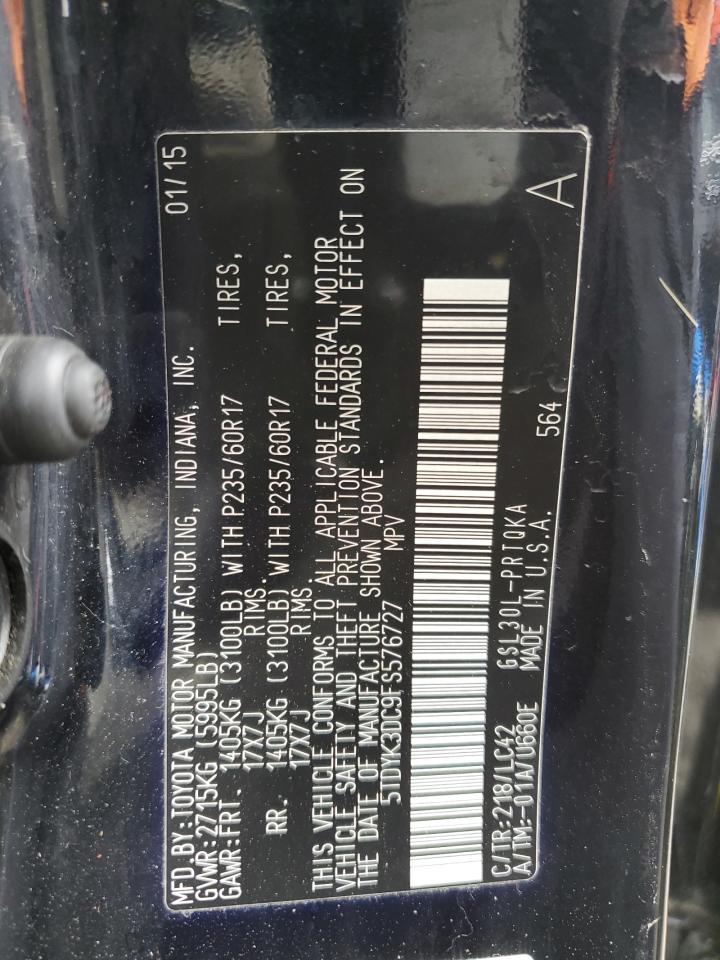 MFD.BY:TOYOTA MOTOR MANUFACTURING, INDIANA, INC. 01/15
GVWR:2715KG (5995LB)
GAWR:FRT. 1405KG (3100LB) WITH P235/60R17 TIRES,
17X7J RIMS.
RR. 1405KG (3100LB) WITH P235/60R17 TIRES,
17X7J RIMS.
THIS VEHICLE CONFORMS TO ALL APPLICABLE FEDERAL MOTOR
VEHICLE SAFETY AND THEFT PREVENTION STANDARDS IN EFFECT ON
THE DATE OF MANUFACTURE SHOWN ABOVE.
5TDYK3DC9FS576727 MPV
C/TR:218/LC42 GSL30L-PRTQKA
A/TM:-01A/U660E MADE IN U.S.A. 564 A